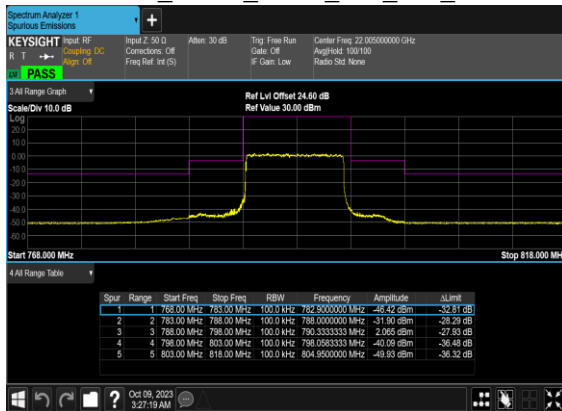 Spectrum Analyzer 1
Spurious Emissions
+
KEYSIGHT Input: RF Input Z: 50 Ω Atten: 30 dB Trig: Free Run Center Freq: 22.005000000 GHz
R T Coupling: DC Corrections: Off Gate: Off Avg|Hold: 100/100
Align: Off Freq Ref: Int (S) IF Gain: Low Radio Std: None
PASS
3 All Range Graph
Ref Lvl Offset 24.60 dB
Scale/Div 10.0 dB Ref Value 30.00 dBm
Log
20.0
10.0
0.00
-10.0
-20.0
-30.0
-40.0
-50.0
-60.0
Start 768.000 MHz Stop 818.000 MH
4 All Range Table
Spur Range Start Freq Stop Freq RBW Frequency Amplitude ΔLimit
1 1 768.00 MHz 783.00 MHz 100.0 kHz 782.9000000 MHz -46.42 dBm -32.81 dB
2 2 783.00 MHz 788.00 MHz 100.0 kHz 788.0000000 MHz -31.90 dBm -28.29 dB
3 3 788.00 MHz 798.00 MHz 100.0 kHz 790.3333333 MHz 2.065 dBm -27.93 dB
4 4 798.00 MHz 803.00 MHz 100.0 kHz 798.0583333 MHz -40.09 dBm -36.48 dB
5 5 803.00 MHz 818.00 MHz 100.0 kHz 804.9500000 MHz -49.93 dBm -36.32 dB
? Oct 09, 2023
3:27:19 AM